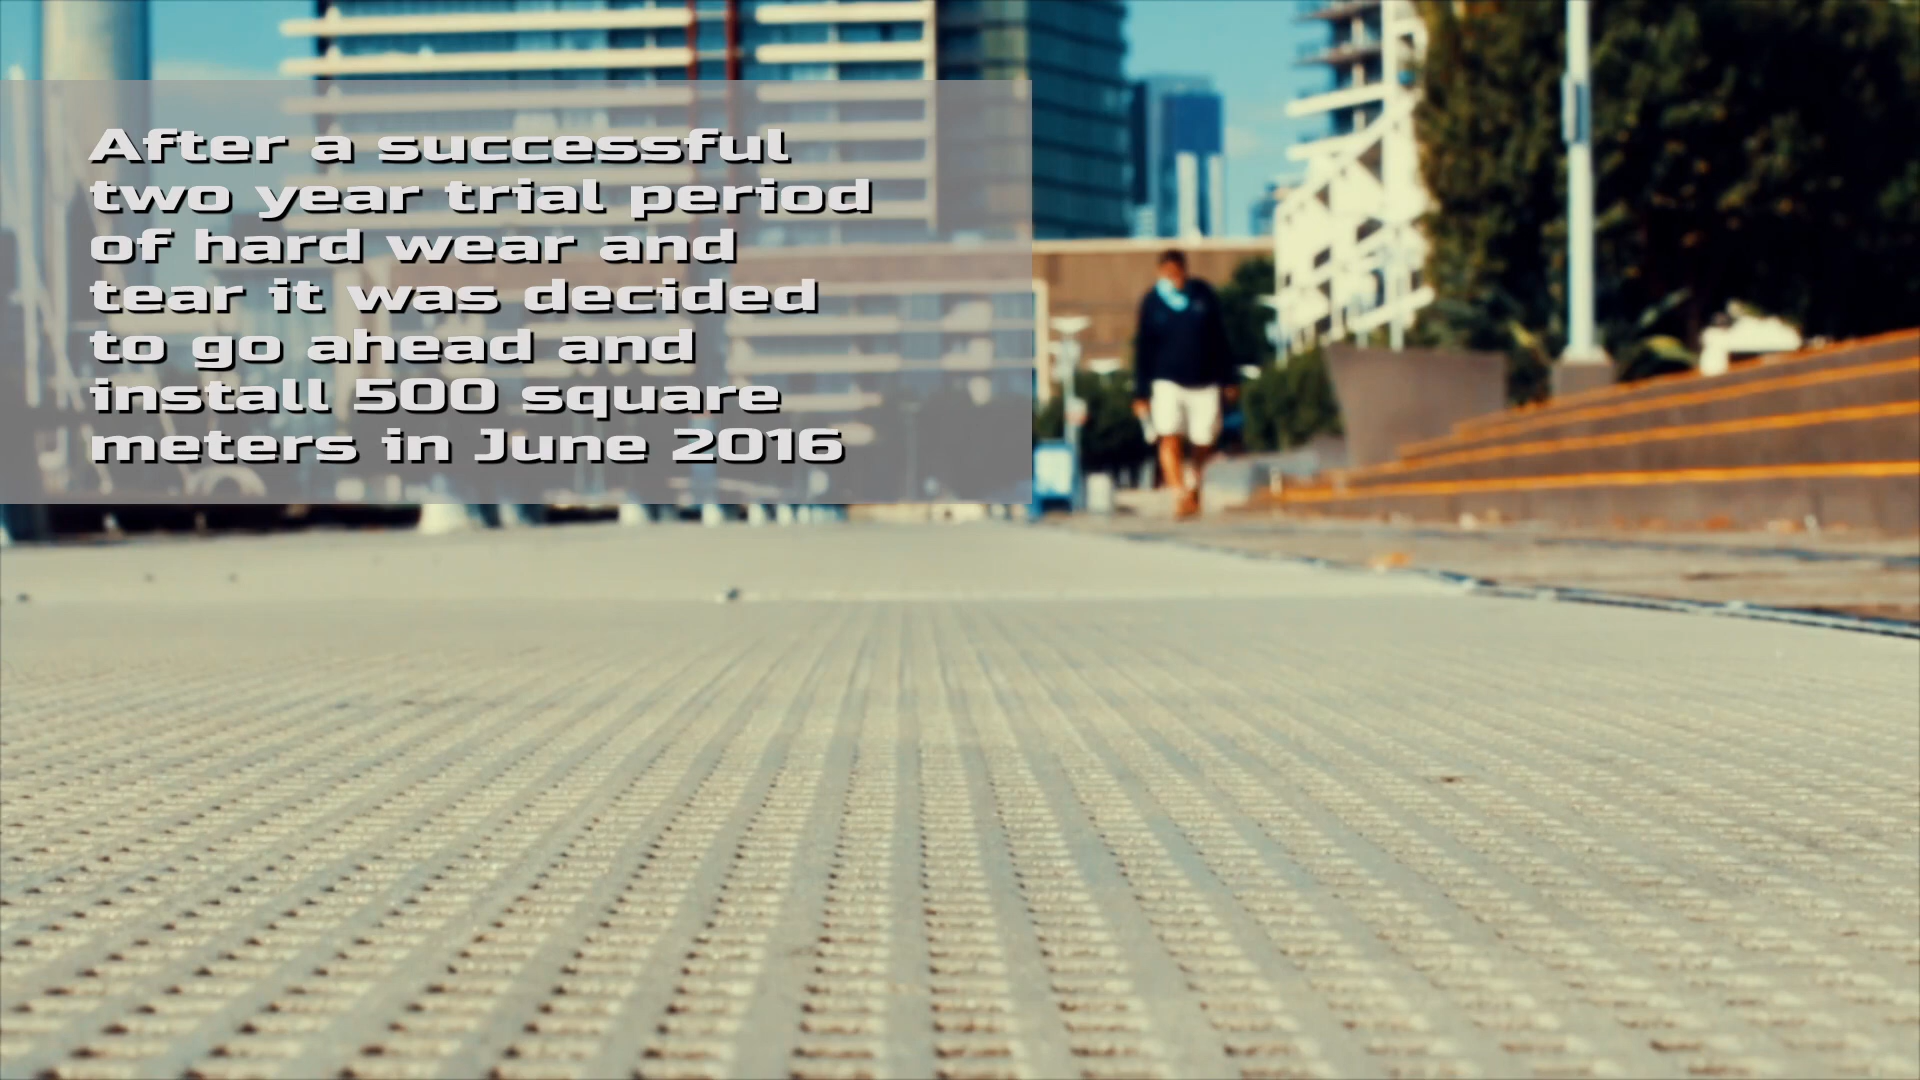 After a successful
two year trial period
of hard wear and
tear it was decided
to go ahead and
install 500 square
meters in June 2016